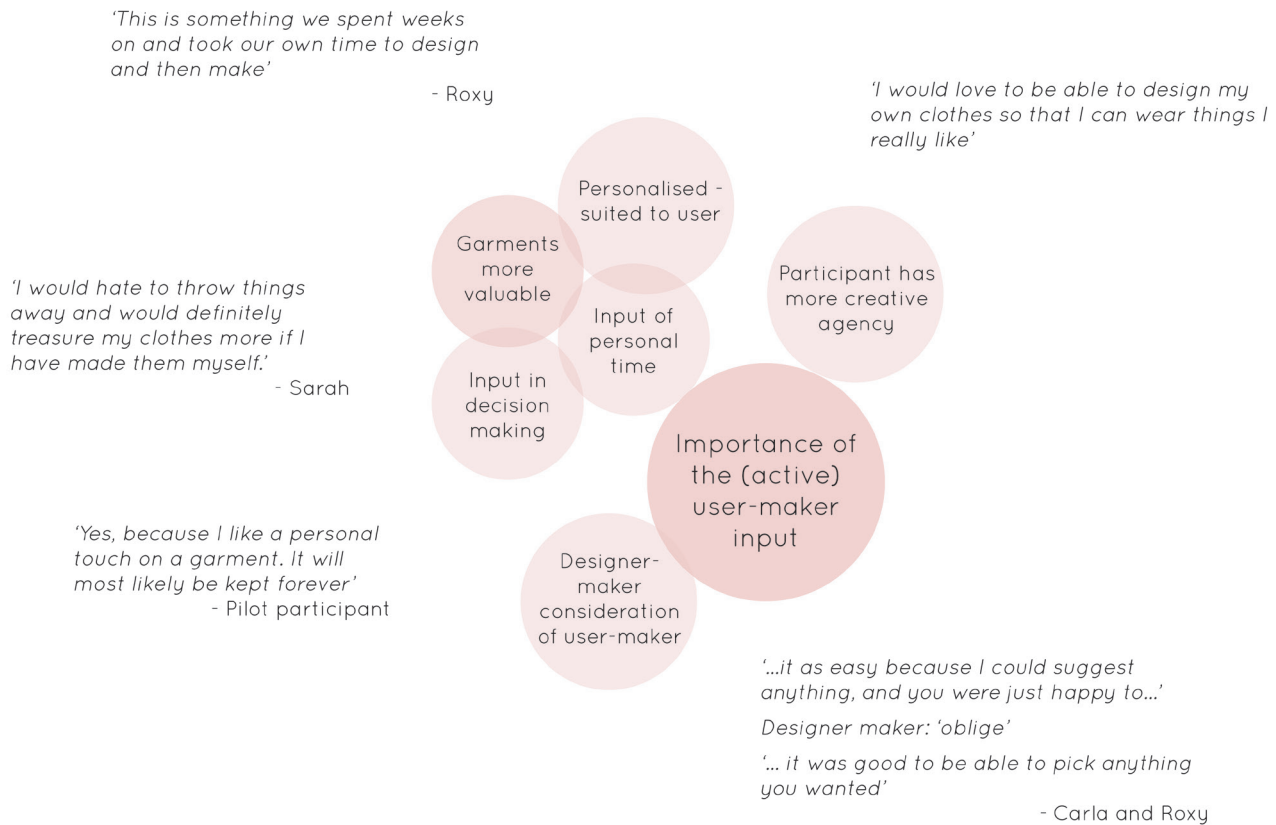 ‘This is something we spent weeks
on and took our own time to design
and then make’
- Roxy
‘I would love to be able to design my
own clothes so that I can wear things I
really like’
Personalised -
suited to user
Garments
more
valuable
Participant has
more creative
agency
‘I would hate to throw things
away and would definitely
treasure my clothes more if I
have made them myself.’
- Sarah
Input of
personal
time
Input in
decision
making
Importance of
the (active)
user-maker
input
‘Yes, because I like a personal
touch on a garment. It will
most likely be kept forever’
- Pilot participant
Designer-
maker
consideration
of user-maker
‘...it as easy because I could suggest
anything, and you were just happy to...’
Designer maker: ‘oblige’
‘... it was good to be able to pick anything
you wanted’
- Carla and Roxy